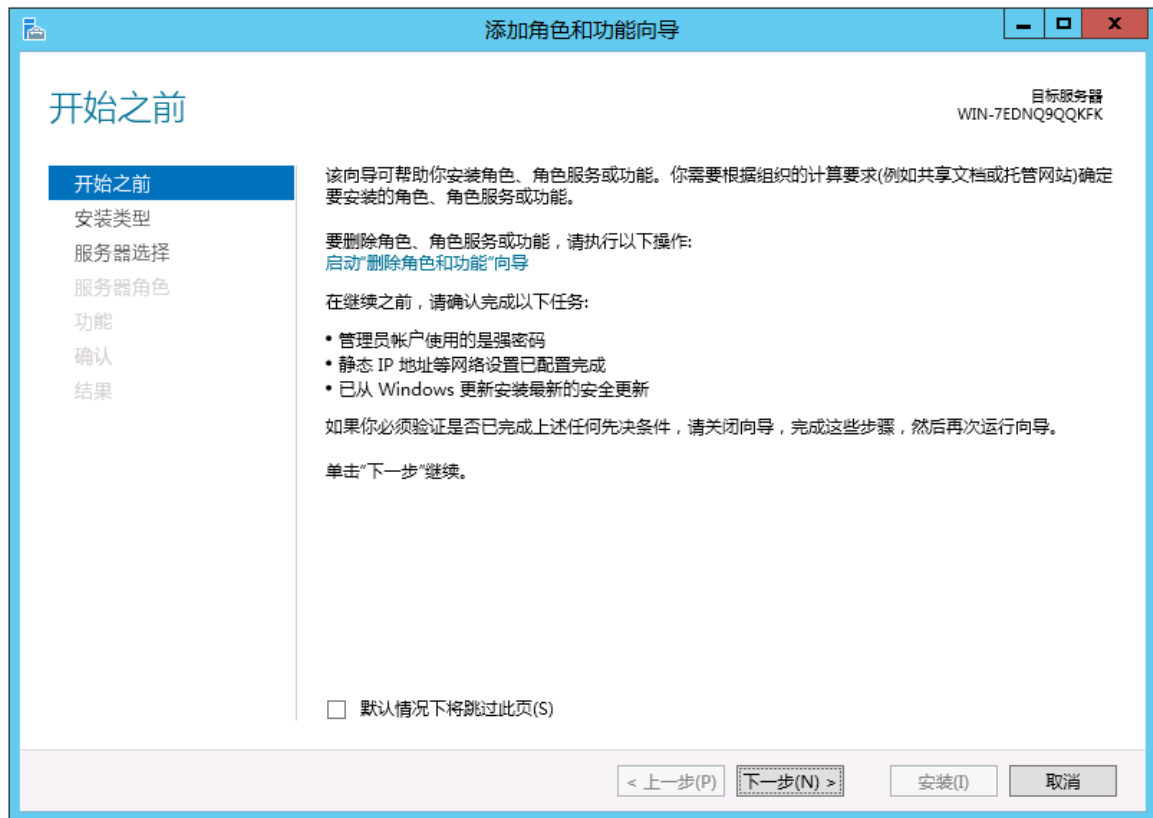 添加角色和功能向导
开始之前
目标服务器
WIN-7EDNQ9QQKFK
开始之前
安装类型
服务器选择
服务器角色
功能
确认
结果
该向导可帮助你安装角色、角色服务或功能。你需要根据组织的计算要求(例如共享文档或托管网站)确定
要安装的角色、角色服务或功能。
要删除角色、角色服务或功能，请执行以下操作:
启动"删除角色和功能"向导
在继续之前，请确认完成以下任务:
• 管理员帐户使用的是强密码
• 静态 IP 地址等网络设置已配置完成
• 已从 Windows 更新安装最新的安全更新
如果你必须验证是否已完成上述任何先决条件，请关闭向导，完成这些步骤，然后再次运行向导。
单击"下一步"继续。
默认情况下将跳过此页(S)
< 上一步(P)
下一步(N) >
安装(I)
取消